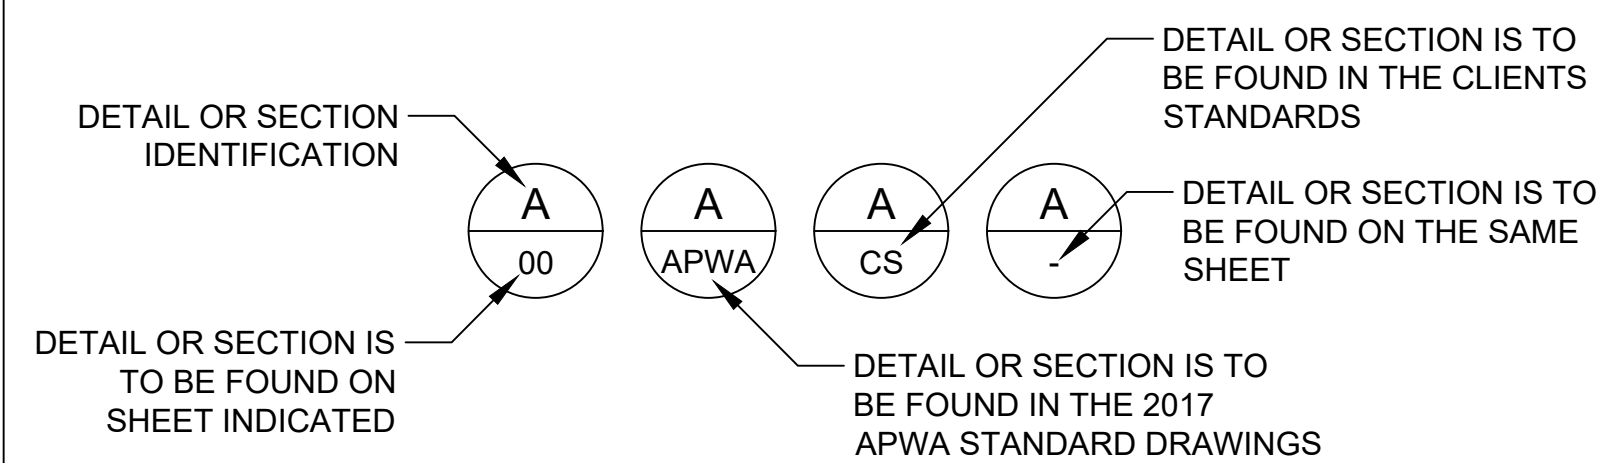 DETAIL OR SECTION IS TO
BE FOUND IN THE CLIENTS
STANDARDS
DETAIL OR SECTION
IDENTIFICATION
A
00
A
APWA
A
CS
A
-
DETAIL OR SECTION IS TO
BE FOUND ON THE SAME
SHEET
DETAIL OR SECTION IS
TO BE FOUND ON
SHEET INDICATED
DETAIL OR SECTION IS TO
BE FOUND IN THE 2017
APWA STANDARD DRAWINGS